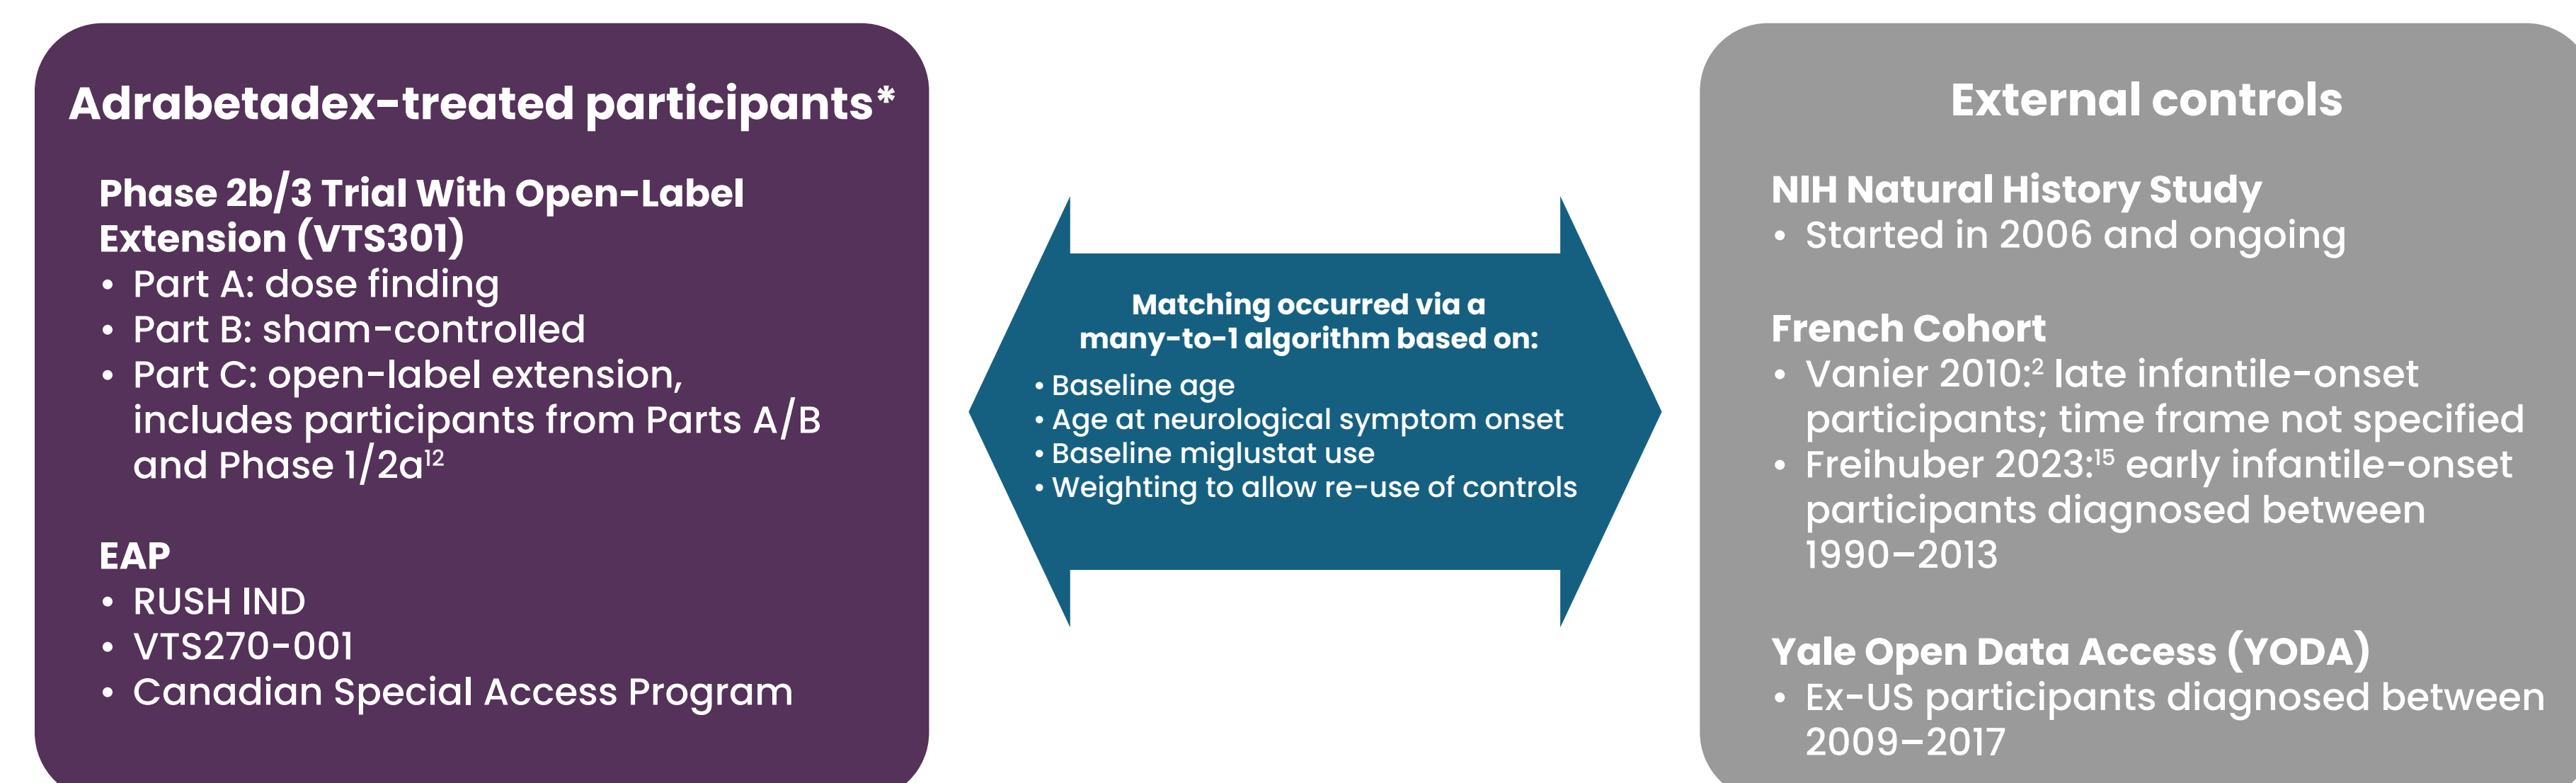 Adrabetadex-treated participants*
Phase 2b/3 Trial With Open-Label
Extension (VTS301)
• Part A: dose finding
• Part B: sham-controlled
• Part C: open-label extension,
includes participants from Parts A/B
and Phase 1/2a¹²
EAP
• RUSH IND
• VTS270-001
• Canadian Special Access Program
Matching occurred via a
many-to-1 algorithm based on:
• Baseline age
• Age at neurological symptom onset
• Baseline miglustat use
• Weighting to allow re-use of controls
External controls
NIH Natural History Study
• Started in 2006 and ongoing
French Cohort
• Vanier 2010:² late infantile-onset
participants; time frame not specified
• Freihuber 2023:¹⁵ early infantile-onset
participants diagnosed between
1990–2013
Yale Open Data Access (YODA)
• Ex-US participants diagnosed between
2009–2017